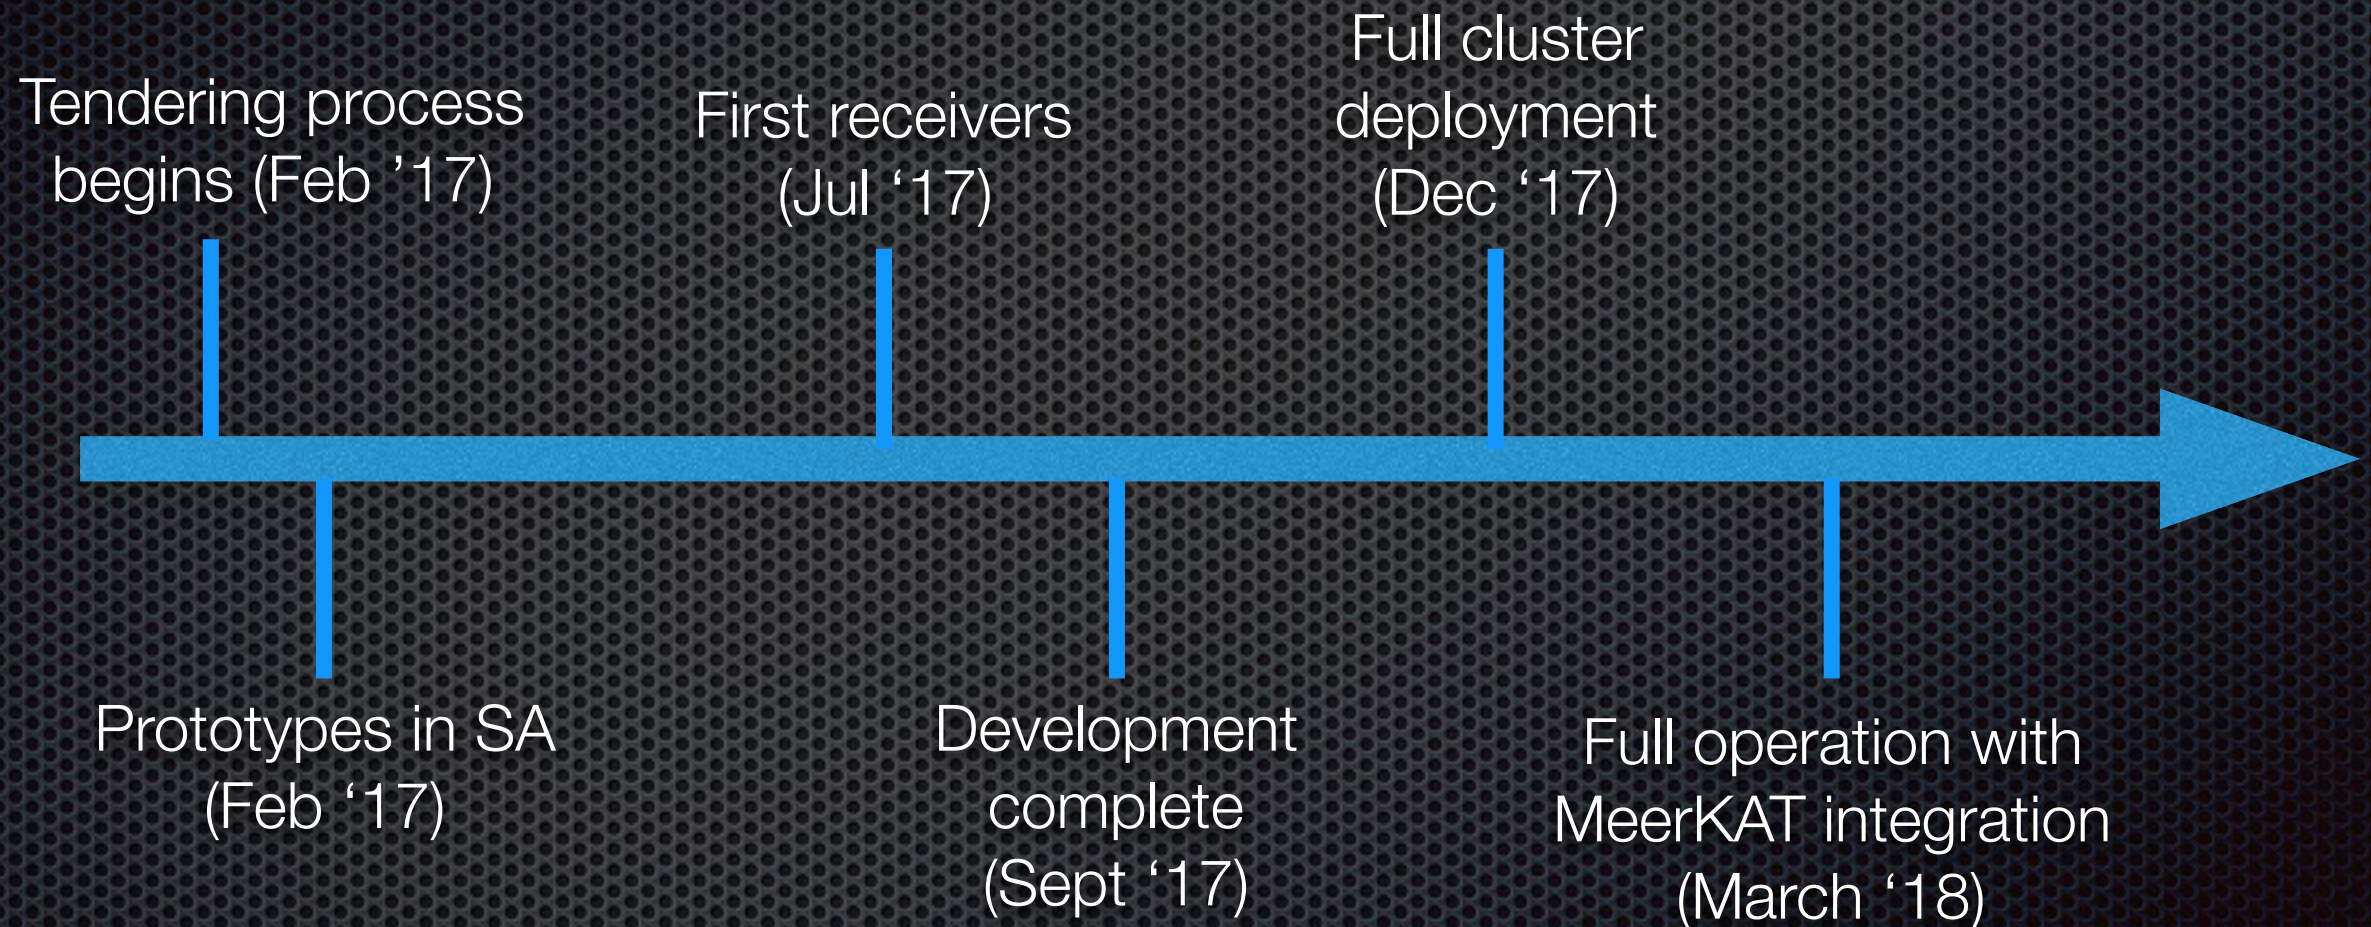 Tendering process
begins (Feb ’17)
First receivers
(Jul ‘17)
Full cluster
deployment
(Dec ‘17)
Prototypes in SA
(Feb ‘17)
Development
complete
(Sept ‘17)
Full operation with
MeerKAT integration
(March ‘18)